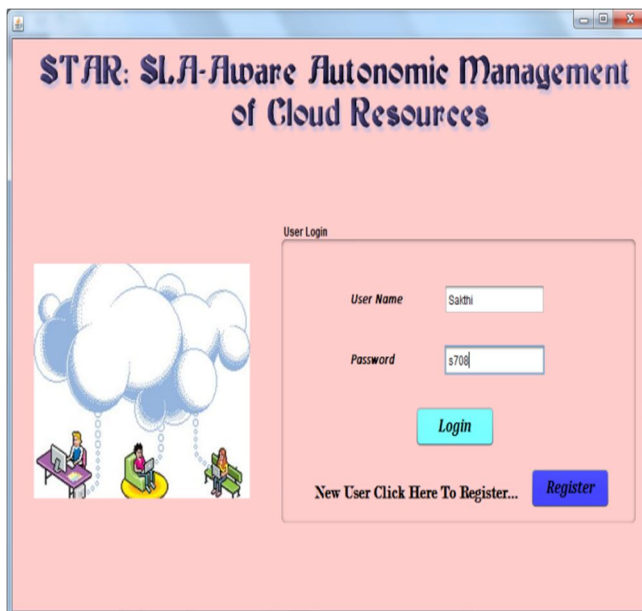 STAR: SLA-Aware Autonomic Management
of Cloud Resources
User Login
User Name
Sakthi
Password
s708
Login
New User Click Here To Register...
Register